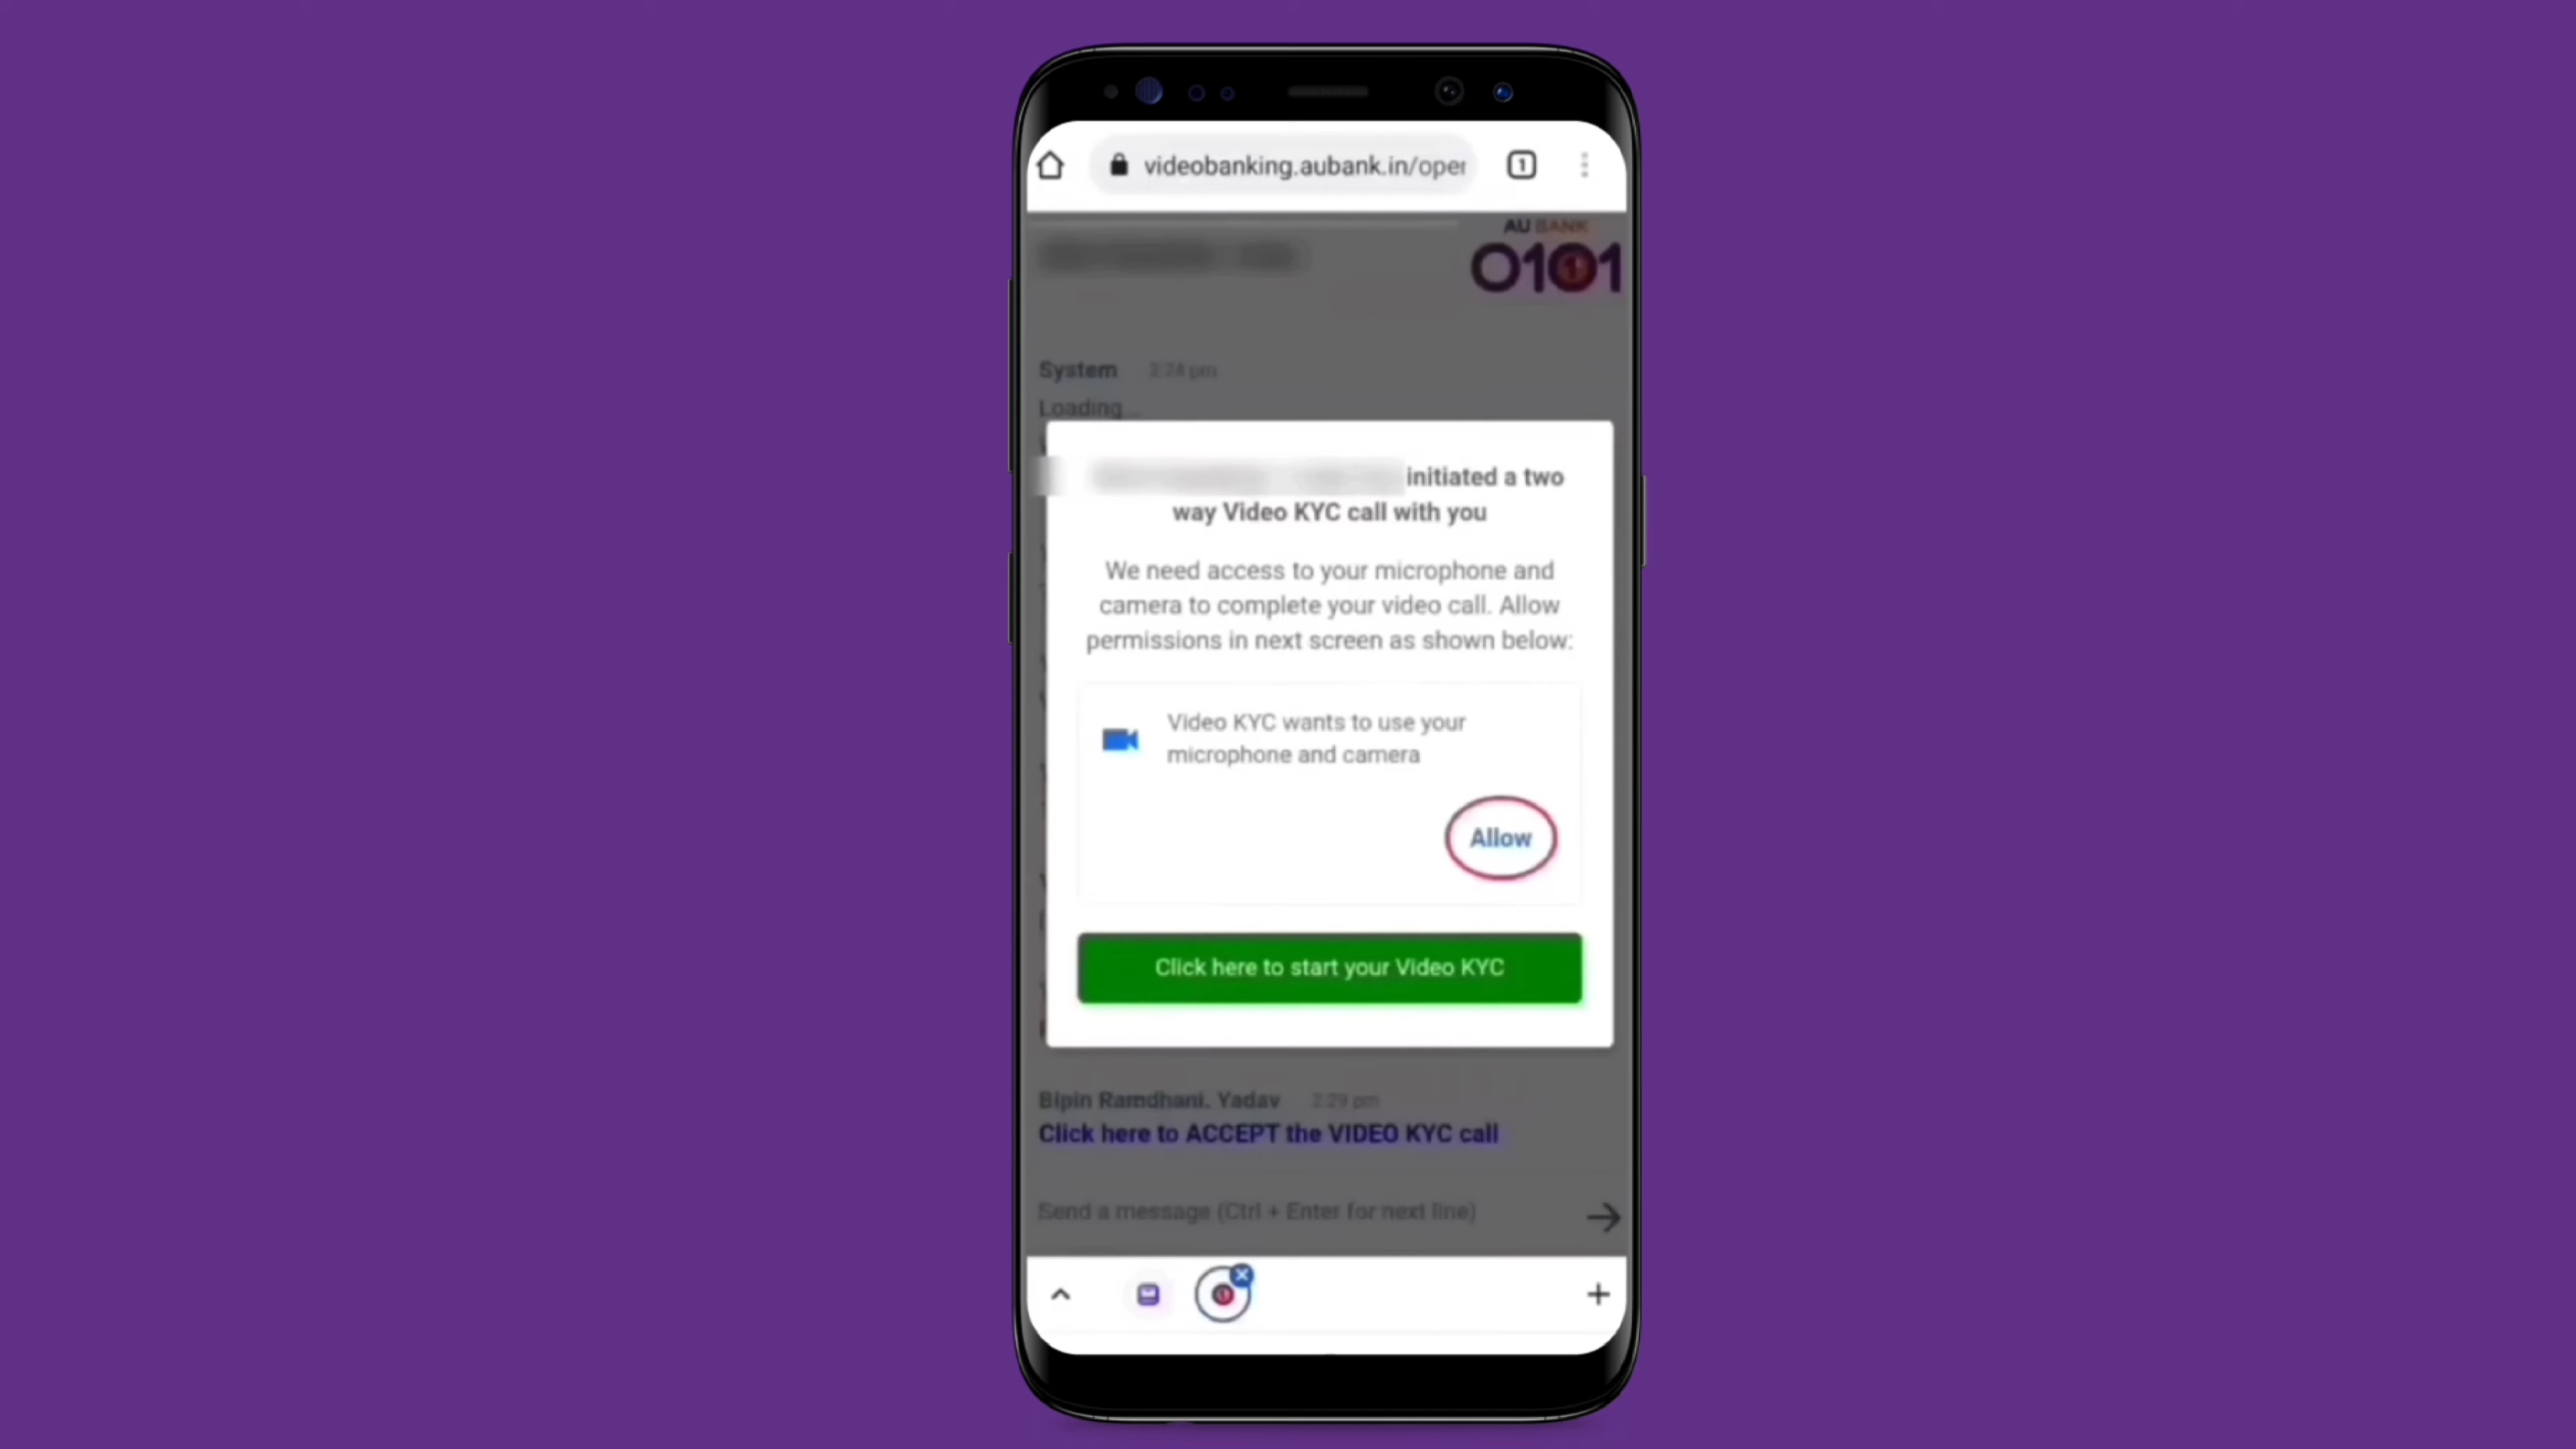 videobanking.aubank.in/oper
1
AU BANK
0101
System 2:24 pm
Loading...
initiated a two
way Video KYC call with you
We need access to your microphone and
camera to complete your video call. Allow
permissions in next screen as shown below:
Video KYC wants to use your
microphone and camera
Allow
Click here to start your Video KYC
Bipin Ramdhani. Yadav 2:29 pm
Click here to ACCEPT the VIDEO KYC call
Send a message (Ctrl + Enter for next line)